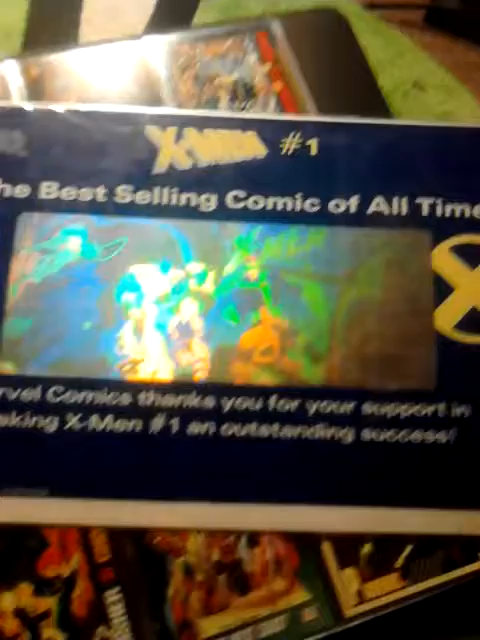 X-MEN #1
he Best Selling Comic of All Time
rvel Comics thanks you for your support in
aking X-Men #1 an outstanding success!